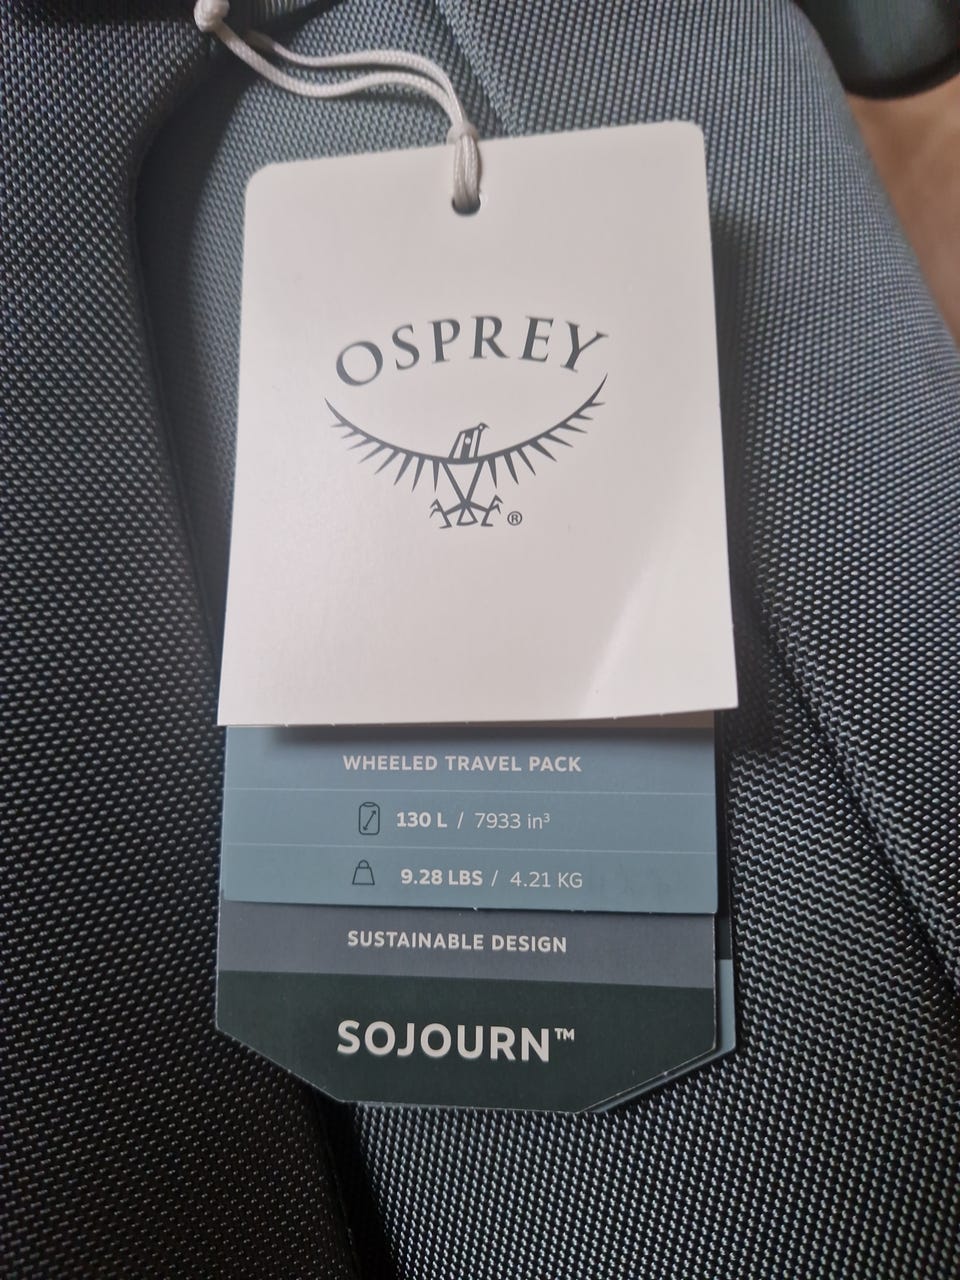 OSPREY
®
WHEELED TRAVEL PACK
130 L / 7933 in³
9.28 LBS / 4.21 KG
SUSTAINABLE DESIGN
SOJOURN™